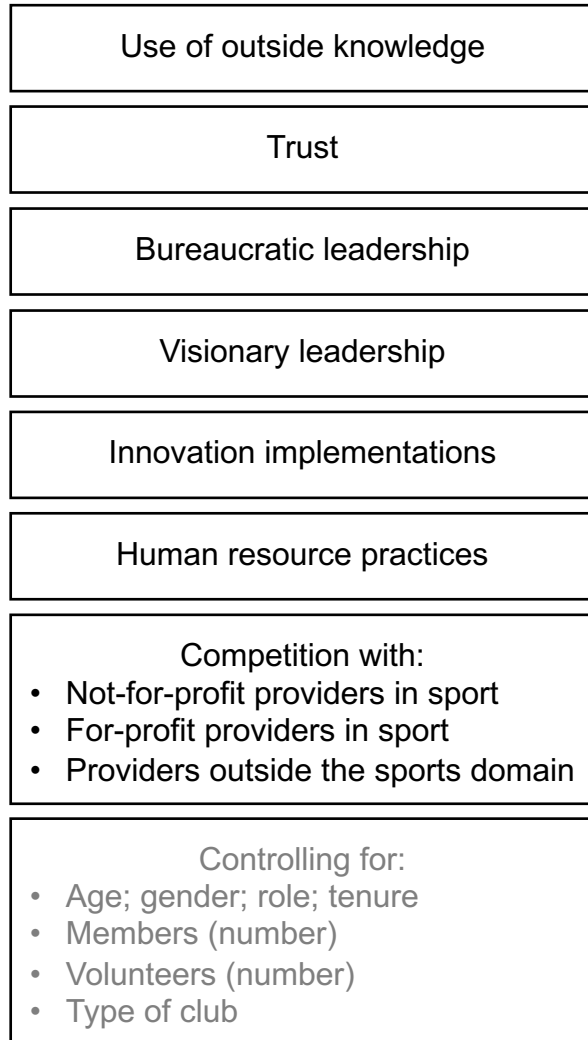 Use of outside knowledge
Trust
Bureaucratic leadership
Visionary leadership
Innovation implementations
Human resource practices
Competition with:
• Not-for-profit providers in sport
• For-profit providers in sport
• Providers outside the sports domain
Controlling for:
• Age; gender; role; tenure
• Members (number)
• Volunteers (number)
• Type of club